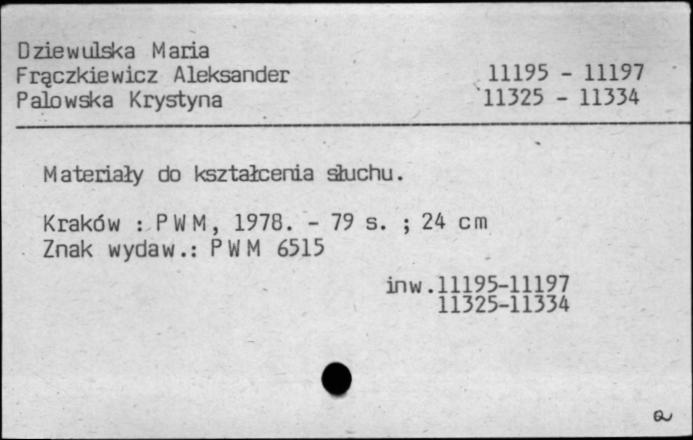 Dziewulska Maria
Frączkiewicz Aleksander 11195 - 11197
Palowska Krystyna 11325 - 11334
Materiały do kształcenia słuchu.
Kraków : PWM, 1978. - 79 s. ; 24 cm
Znak wydaw.: PWM 6515
inw.11195-11197
11325-11334